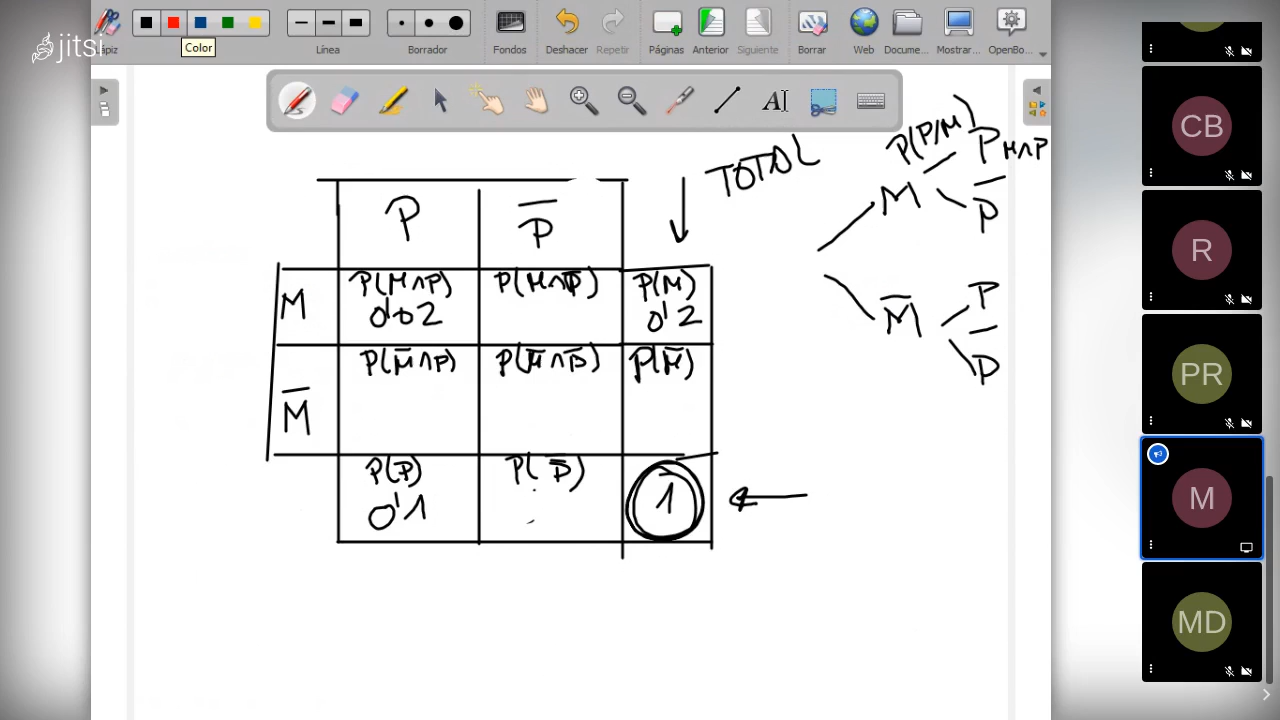 jitsi
Lápiz
Color
Línea
Borrador
Fondos
Deshacer
Repetir
Páginas
Anterior
Siguiente
Borrar
Web
Docume...
Mostrar...
OpenBo...
TOTAL
P P̅
M P(M∩P) P(M∩P̅) P(M)
0'02 0'2
M̅ P(M̅∩P) P(M̅∩P̅) P(M̅)
P(P) P(P̅) 1
0'1
P(P/M)
M P M∩P
P̅
M̅ P
P̅
CB
R
PR
M
MD